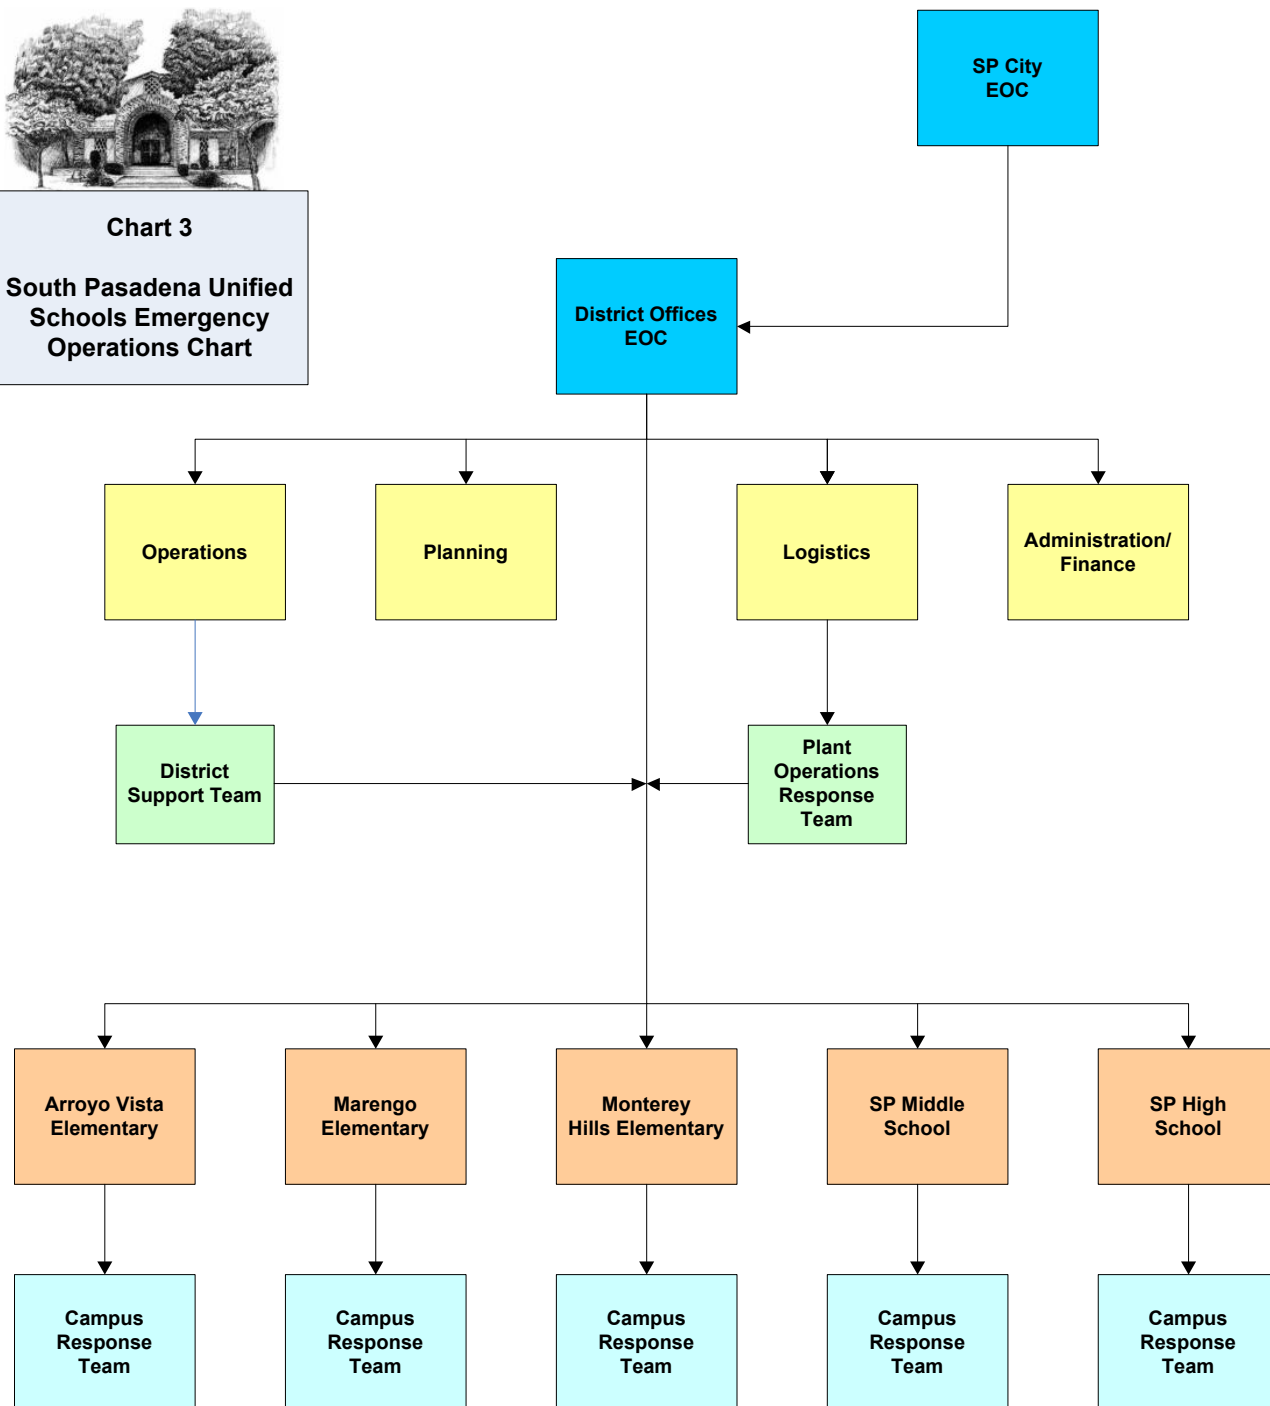 SP City
EOC
Chart 3
South Pasadena Unified
Schools Emergency
Operations Chart
District Offices
EOC
Operations
Planning
Logistics
Administration/
Finance
District
Support Team
Plant
Operations
Response
Team
Arroyo Vista
Elementary
Marengo
Elementary
Monterey
Hills Elementary
SP Middle
School
SP High
School
Campus
Response
Team
Campus
Response
Team
Campus
Response
Team
Campus
Response
Team
Campus
Response
Team